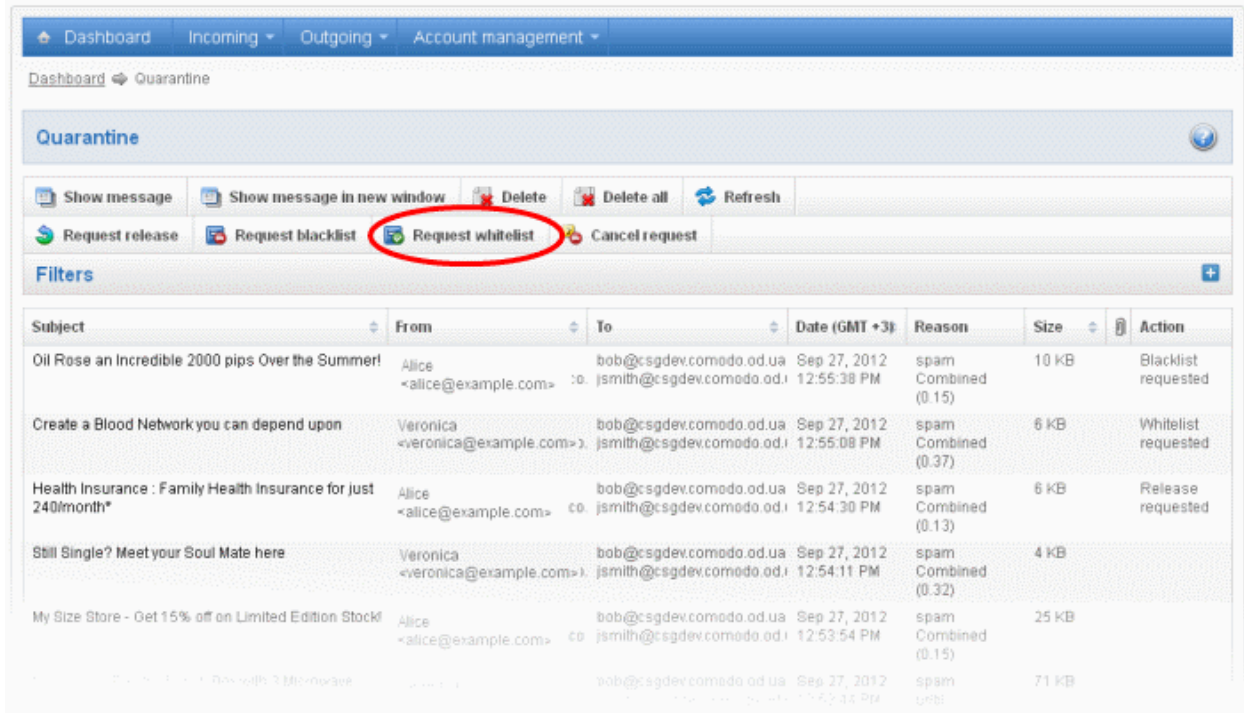 Dashboard Incoming Outgoing Account management
Dashboard Quarantine
Quarantine
Show message Show message in new window Delete Delete all Refresh
Request release Request blacklist Request whitelist Cancel request
Filters
Subject From To Date (GMT +3) Reason Size Action
Oil Rose an Incredible 2000 pips Over the Summer! Alice bob@csgdev.comodo.od.ua Sep 27, 2012 spam 10 KB Blacklist
<alice@example.com> co. jsmith@csgdev.comodo.od. 12:55:38 PM Combined requested
(0.15)
Create a Blood Network you can depend upon Veronica bob@csgdev.comodo.od.ua Sep 27, 2012 spam 6 KB Whitelist
<veronica@example.com> jsmith@csgdev.comodo.od. 12:55:08 PM Combined requested
(0.37)
Health Insurance : Family Health Insurance for just Alice bob@csgdev.comodo.od.ua Sep 27, 2012 spam 6 KB Release
240/month* <alice@example.com> co. jsmith@csgdev.comodo.od. 12:54:30 PM Combined requested
(0.13)
Still Single? Meet your Soul Mate here Veronica bob@csgdev.comodo.od.ua Sep 27, 2012 spam 4 KB
<veronica@example.com> jsmith@csgdev.comodo.od. 12:54:11 PM Combined
(0.32)
My Size Store - Get 15% off on Limited Edition Stock! Alice bob@csgdev.comodo.od.ua Sep 27, 2012 spam 25 KB
<alice@example.com> co jsmith@csgdev.comodo.od. 12:53:54 PM Combined
(0.15)
bob@csgdev.comodo.od.ua Sep 27, 2012 spam 71 KB